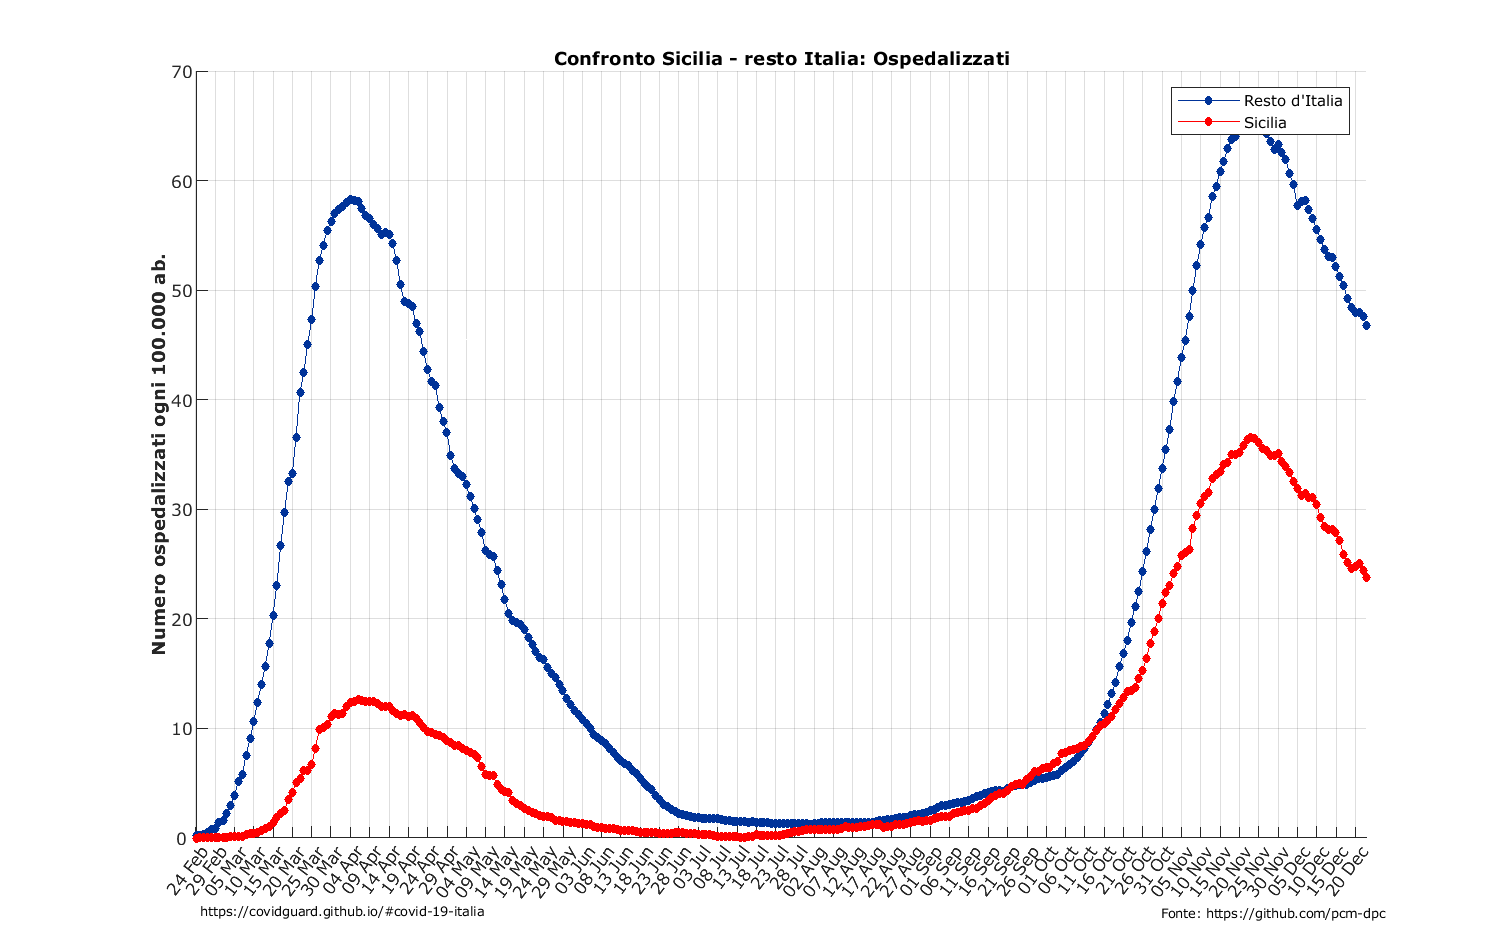 Confronto Sicilia - resto Italia: Ospedalizzati
Numero ospedalizzati ogni 100.000 ab.
70
60
50
40
30
20
10
0
Resto d'Italia
Sicilia
24 Feb
29 Feb
05 Mar
10 Mar
15 Mar
20 Mar
25 Mar
30 Mar
04 Apr
09 Apr
14 Apr
19 Apr
24 Apr
29 Apr
04 May
09 May
14 May
19 May
24 May
29 May
03 Jun
08 Jun
13 Jun
18 Jun
23 Jun
28 Jun
03 Jul
08 Jul
13 Jul
18 Jul
23 Jul
28 Jul
02 Aug
07 Aug
12 Aug
17 Aug
22 Aug
27 Aug
01 Sep
06 Sep
11 Sep
16 Sep
21 Sep
26 Sep
01 Oct
06 Oct
11 Oct
16 Oct
21 Oct
26 Oct
31 Oct
05 Nov
10 Nov
15 Nov
20 Nov
25 Nov
30 Nov
05 Dec
10 Dec
15 Dec
20 Dec
https://covidguard.github.io/#covid-19-italia
Fonte: https://github.com/pcm-dpc